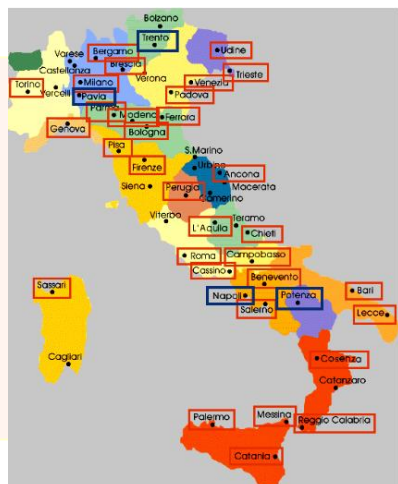 Bolzano
Trento
Udine
Bergamo
Varese
Brescia
Castellanza
Verona
Trieste
Milano
Venezia
Torino
Vercelli
Pavia
Padova
Parma
Modena
Ferrara
Genova
Bologna
Pisa
S.Marino
Firenze
Urbino
Ancona
Siena
Macerata
Perugia
Camerino
Viterbo
Teramo
L'Aquila
Chieti
Roma
Campobasso
Cassino
Benevento
Sassari
Napoli
Potenza
Bari
Salerno
Lecce
Cosenza
Cagliari
Catanzaro
Messina
Palermo
Reggio Calabria
Catania